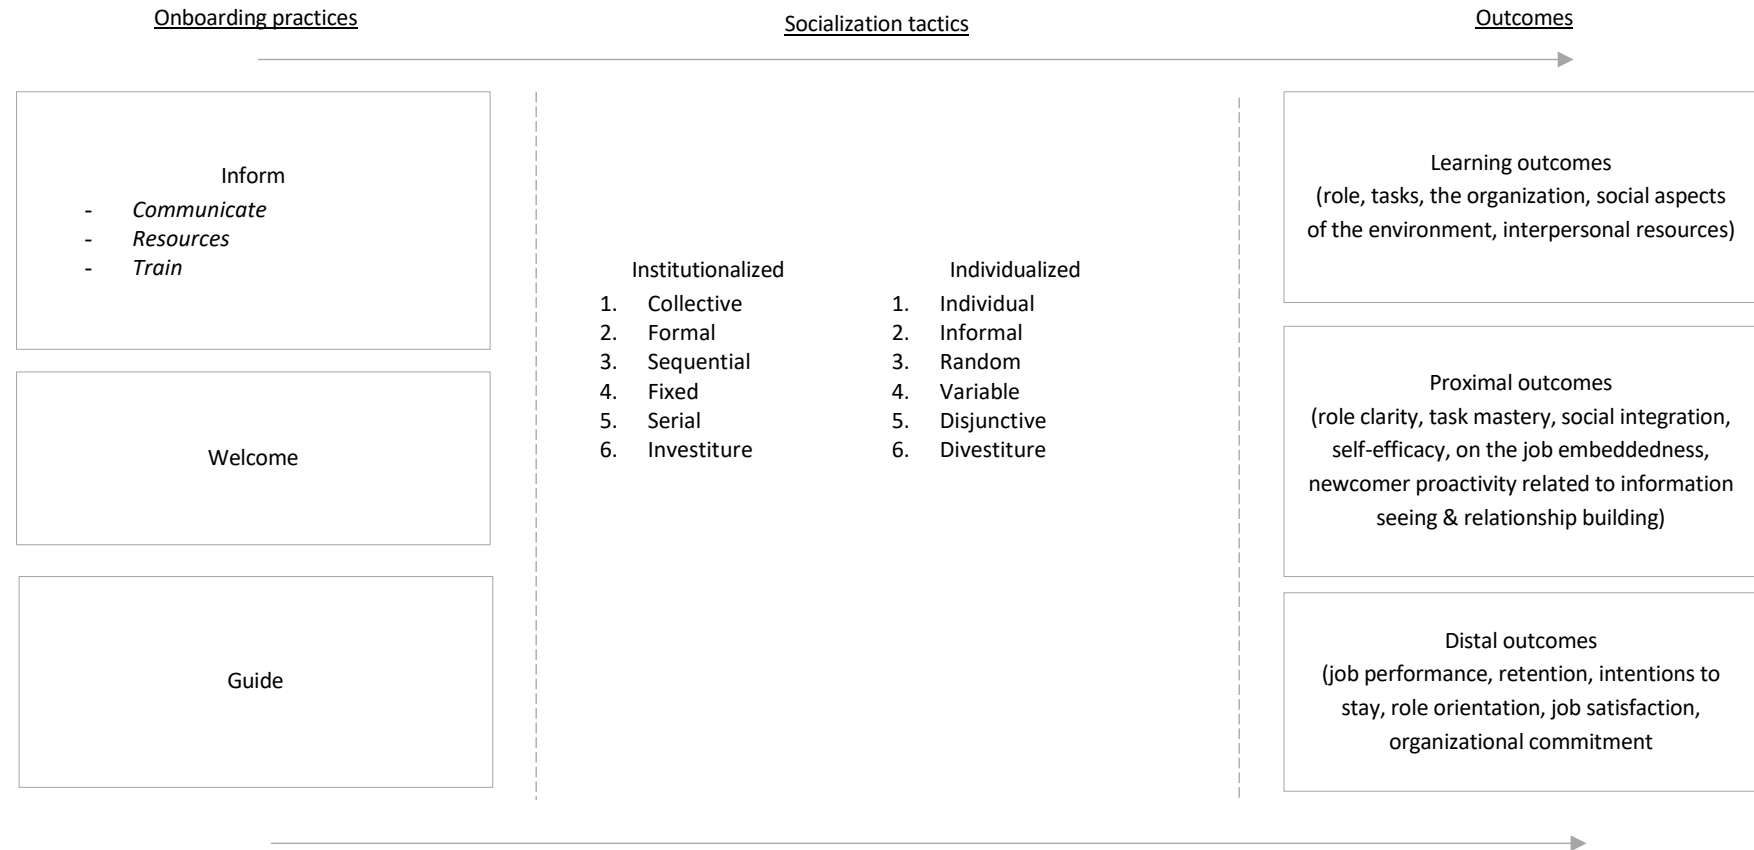 Onboarding practices
Socialization tactics
Outcomes
Inform
- Communicate
- Resources
- Train
Welcome
Guide
Institutionalized
1. Collective
2. Formal
3. Sequential
4. Fixed
5. Serial
6. Investiture
Individualized
1. Individual
2. Informal
3. Random
4. Variable
5. Disjunctive
6. Divestiture
Learning outcomes
(role, tasks, the organization, social aspects
of the environment, interpersonal resources)
Proximal outcomes
(role clarity, task mastery, social integration,
self-efficacy, on the job embeddedness,
newcomer proactivity related to information
seeing & relationship building)
Distal outcomes
(job performance, retention, intentions to
stay, role orientation, job satisfaction,
organizational commitment